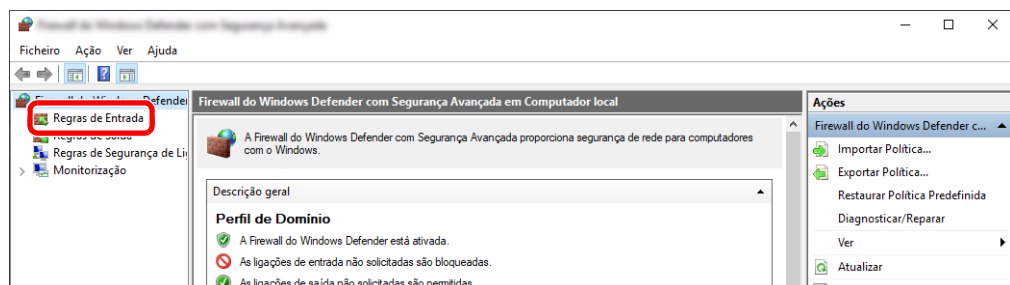 Firewall do Windows Defender com Segurança Avançada
Ficheiro Ação Ver Ajuda
Defender
Regras de Entrada
Regras de Saída
Regras de Segurança de Li
Monitorização
Firewall do Windows Defender com Segurança Avançada em Computador local
A Firewall do Windows Defender com Segurança Avançada proporciona segurança de rede para computadores
com o Windows.
Descrição geral
Perfil de Domínio
A Firewall do Windows Defender está ativada.
As ligações de entrada não solicitadas são bloqueadas.
As ligações de saída não solicitadas são permitidas.
Ações
Firewall do Windows Defender c...
Importar Política...
Exportar Política...
Restaurar Política Predefinida
Diagnosticar/Reparar
Ver
Atualizar